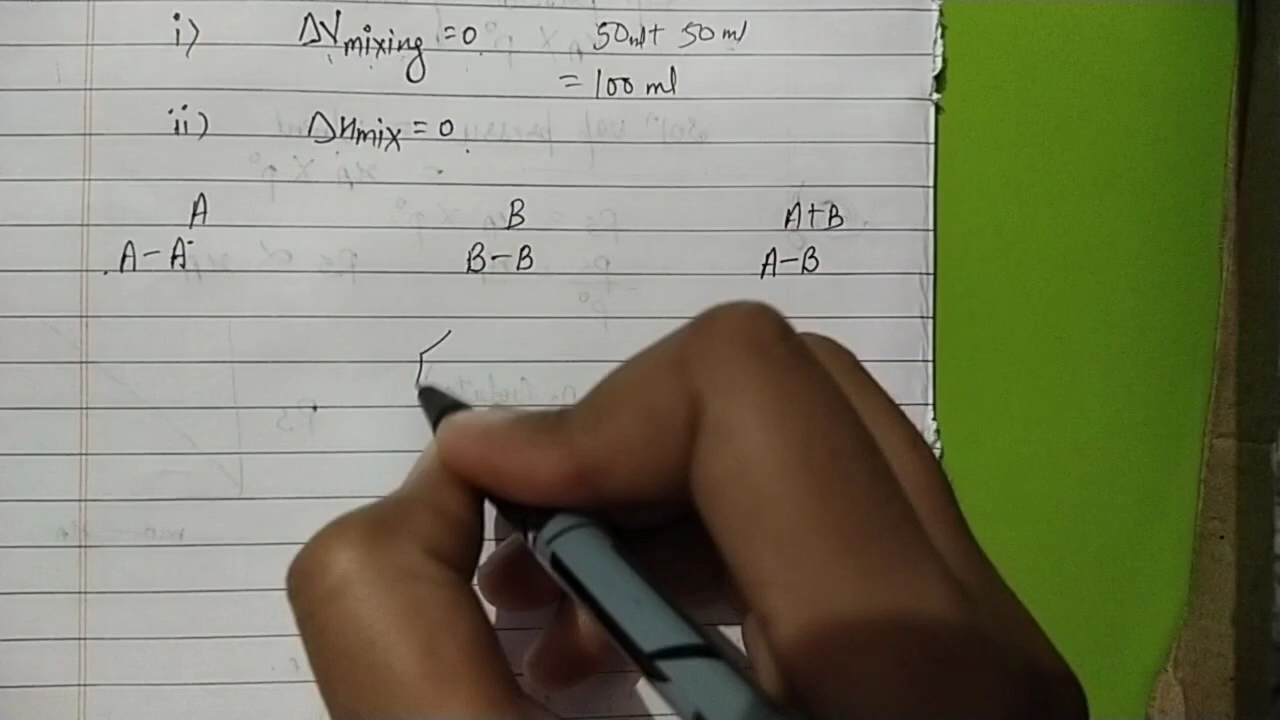 i) ΔVmixing = 0 50ml + 50 ml
= 100 ml
ii) ΔHmix = 0
A B A+B
A-A B-B A-B